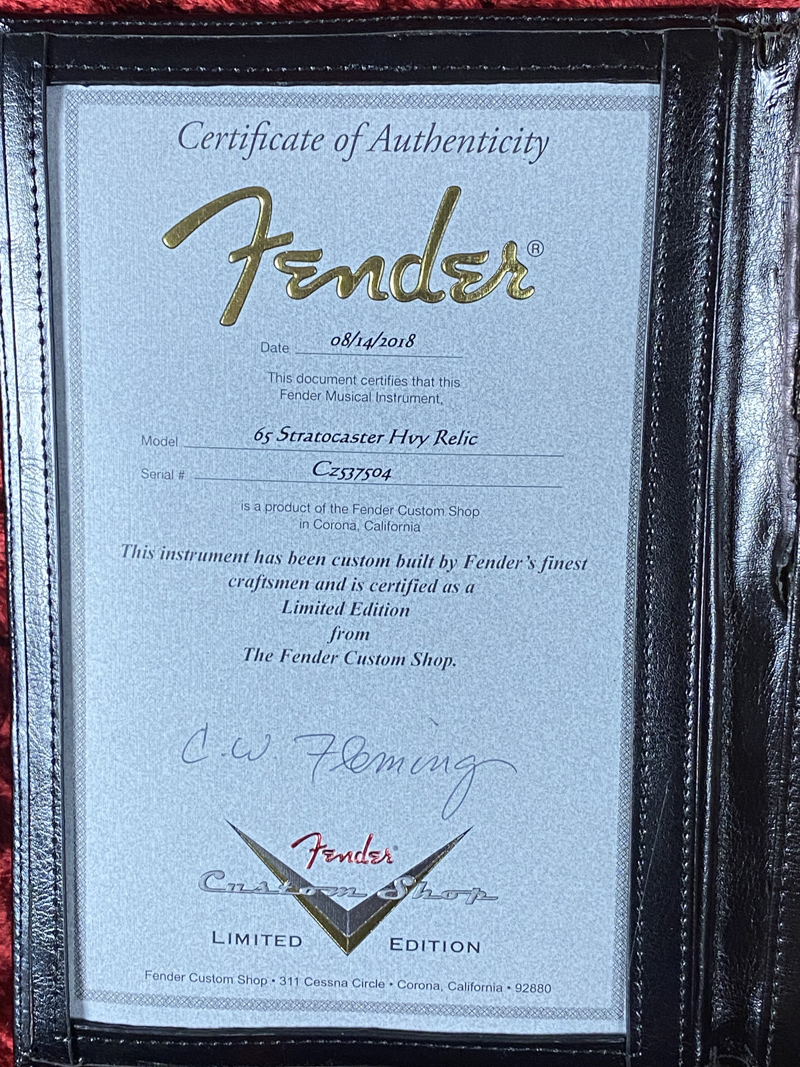 Certificate of Authenticity
Fender®
Date 08/14/2018
This document certifies that this
Fender Musical Instrument,
Model 65 Stratocaster Hvy Relic
Serial # Cz537504
is a product of the Fender Custom Shop
in Corona, California
This instrument has been custom built by Fender's finest
craftsmen and is certified as a
Limited Edition
from
The Fender Custom Shop.
C.W. Fleming
Fender®
Custom Shop
LIMITED EDITION
Fender Custom Shop • 311 Cessna Circle • Corona, California • 92880